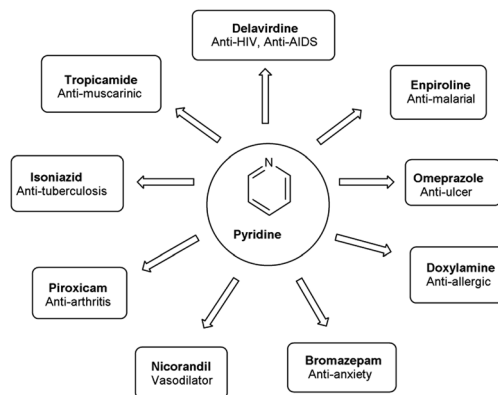 Delavirdine
Anti-HIV, Anti-AIDS
Tropicamide
Anti-muscarinic
Enpiroline
Anti-malarial
Isoniazid
Anti-tuberculosis
N
Pyridine
Omeprazole
Anti-ulcer
Piroxicam
Anti-arthritis
Doxylamine
Anti-allergic
Nicorandil
Vasodilator
Bromazepam
Anti-anxiety